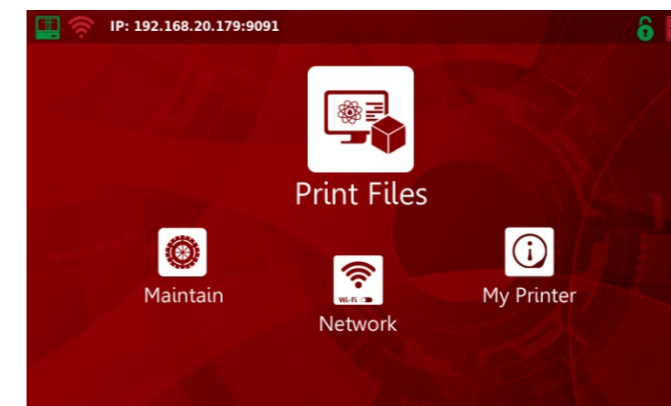 IP: 192.168.20.179:9091
Print Files
Maintain
My Printer
Wi-Fi
Network